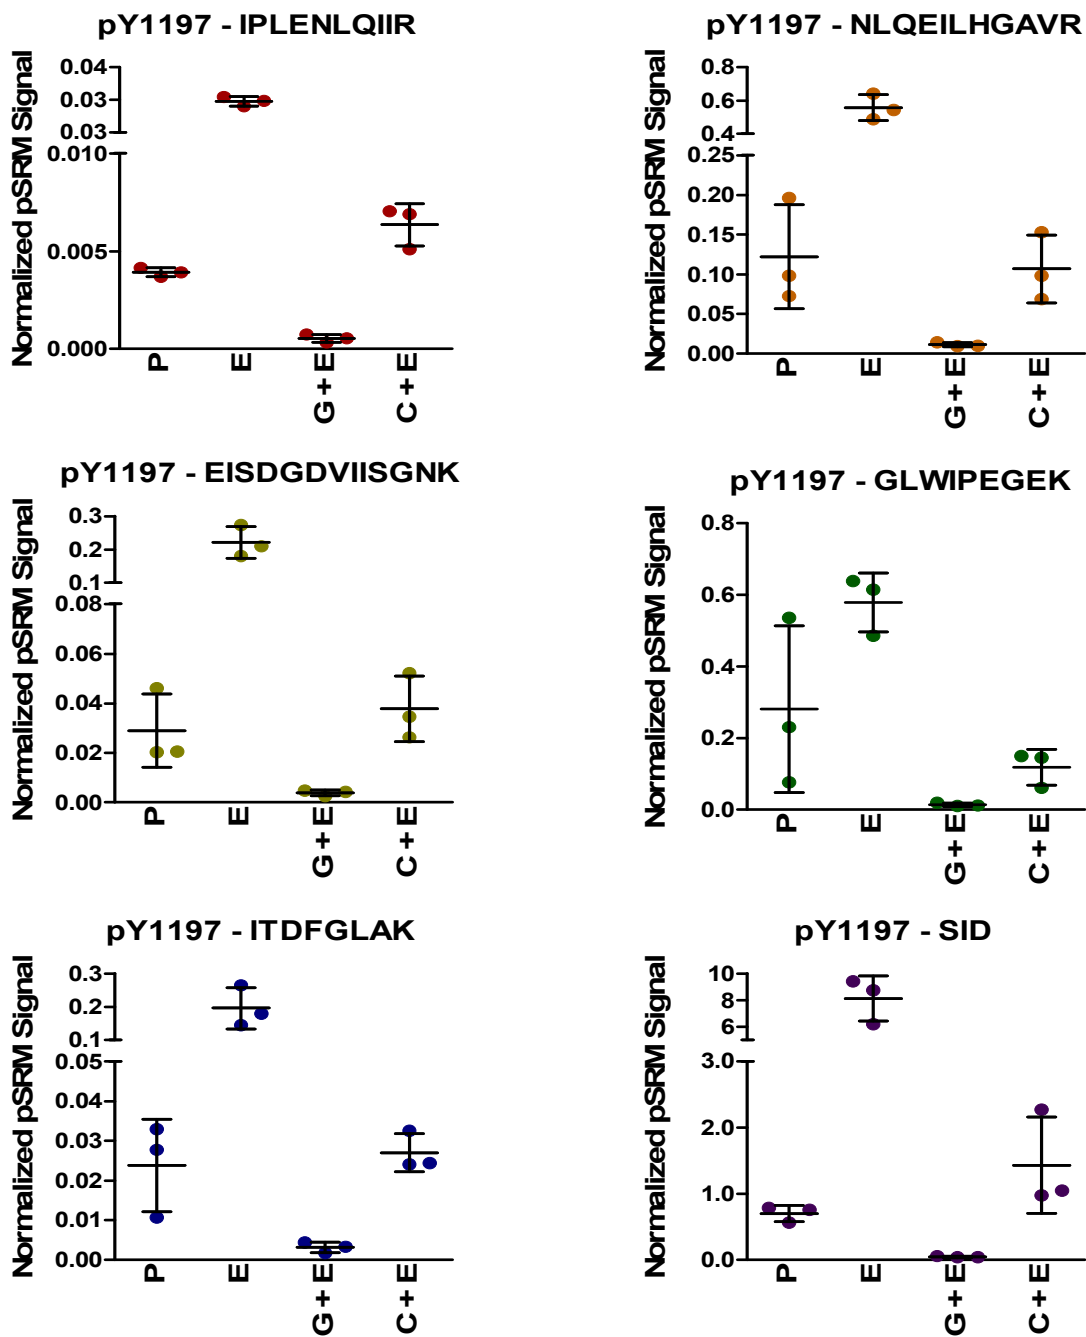 pY1197 - IPLENLQIIR
Normalized pSRM Signal
0.04
0.03
0.03
0.010
0.005
0.000
P
E
G+E
C+E
pY1197 - NLQEILHGAVR
Normalized pSRM Signal
0.8
0.6
0.4
0.25
0.20
0.15
0.10
0.05
0.00
P
E
G+E
C+E
pY1197 - EISDGDVIISGNK
Normalized pSRM Signal
0.3
0.2
0.1
0.08
0.06
0.04
0.02
0.00
P
E
G+E
C+E
pY1197 - GLWIPEGEK
Normalized pSRM Signal
0.8
0.6
0.4
0.2
0.0
P
E
G+E
C+E
pY1197 - ITDFGLAK
Normalized pSRM Signal
0.3
0.2
0.1
0.05
0.04
0.03
0.02
0.01
0.00
P
E
G+E
C+E
pY1197 - SID
Normalized pSRM Signal
10
8
6
3.0
2.0
1.0
0.0
P
E
G+E
C+E